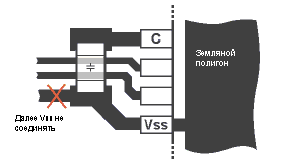 C
Земляной
полигон
Vss
Далее Vss не
соединять